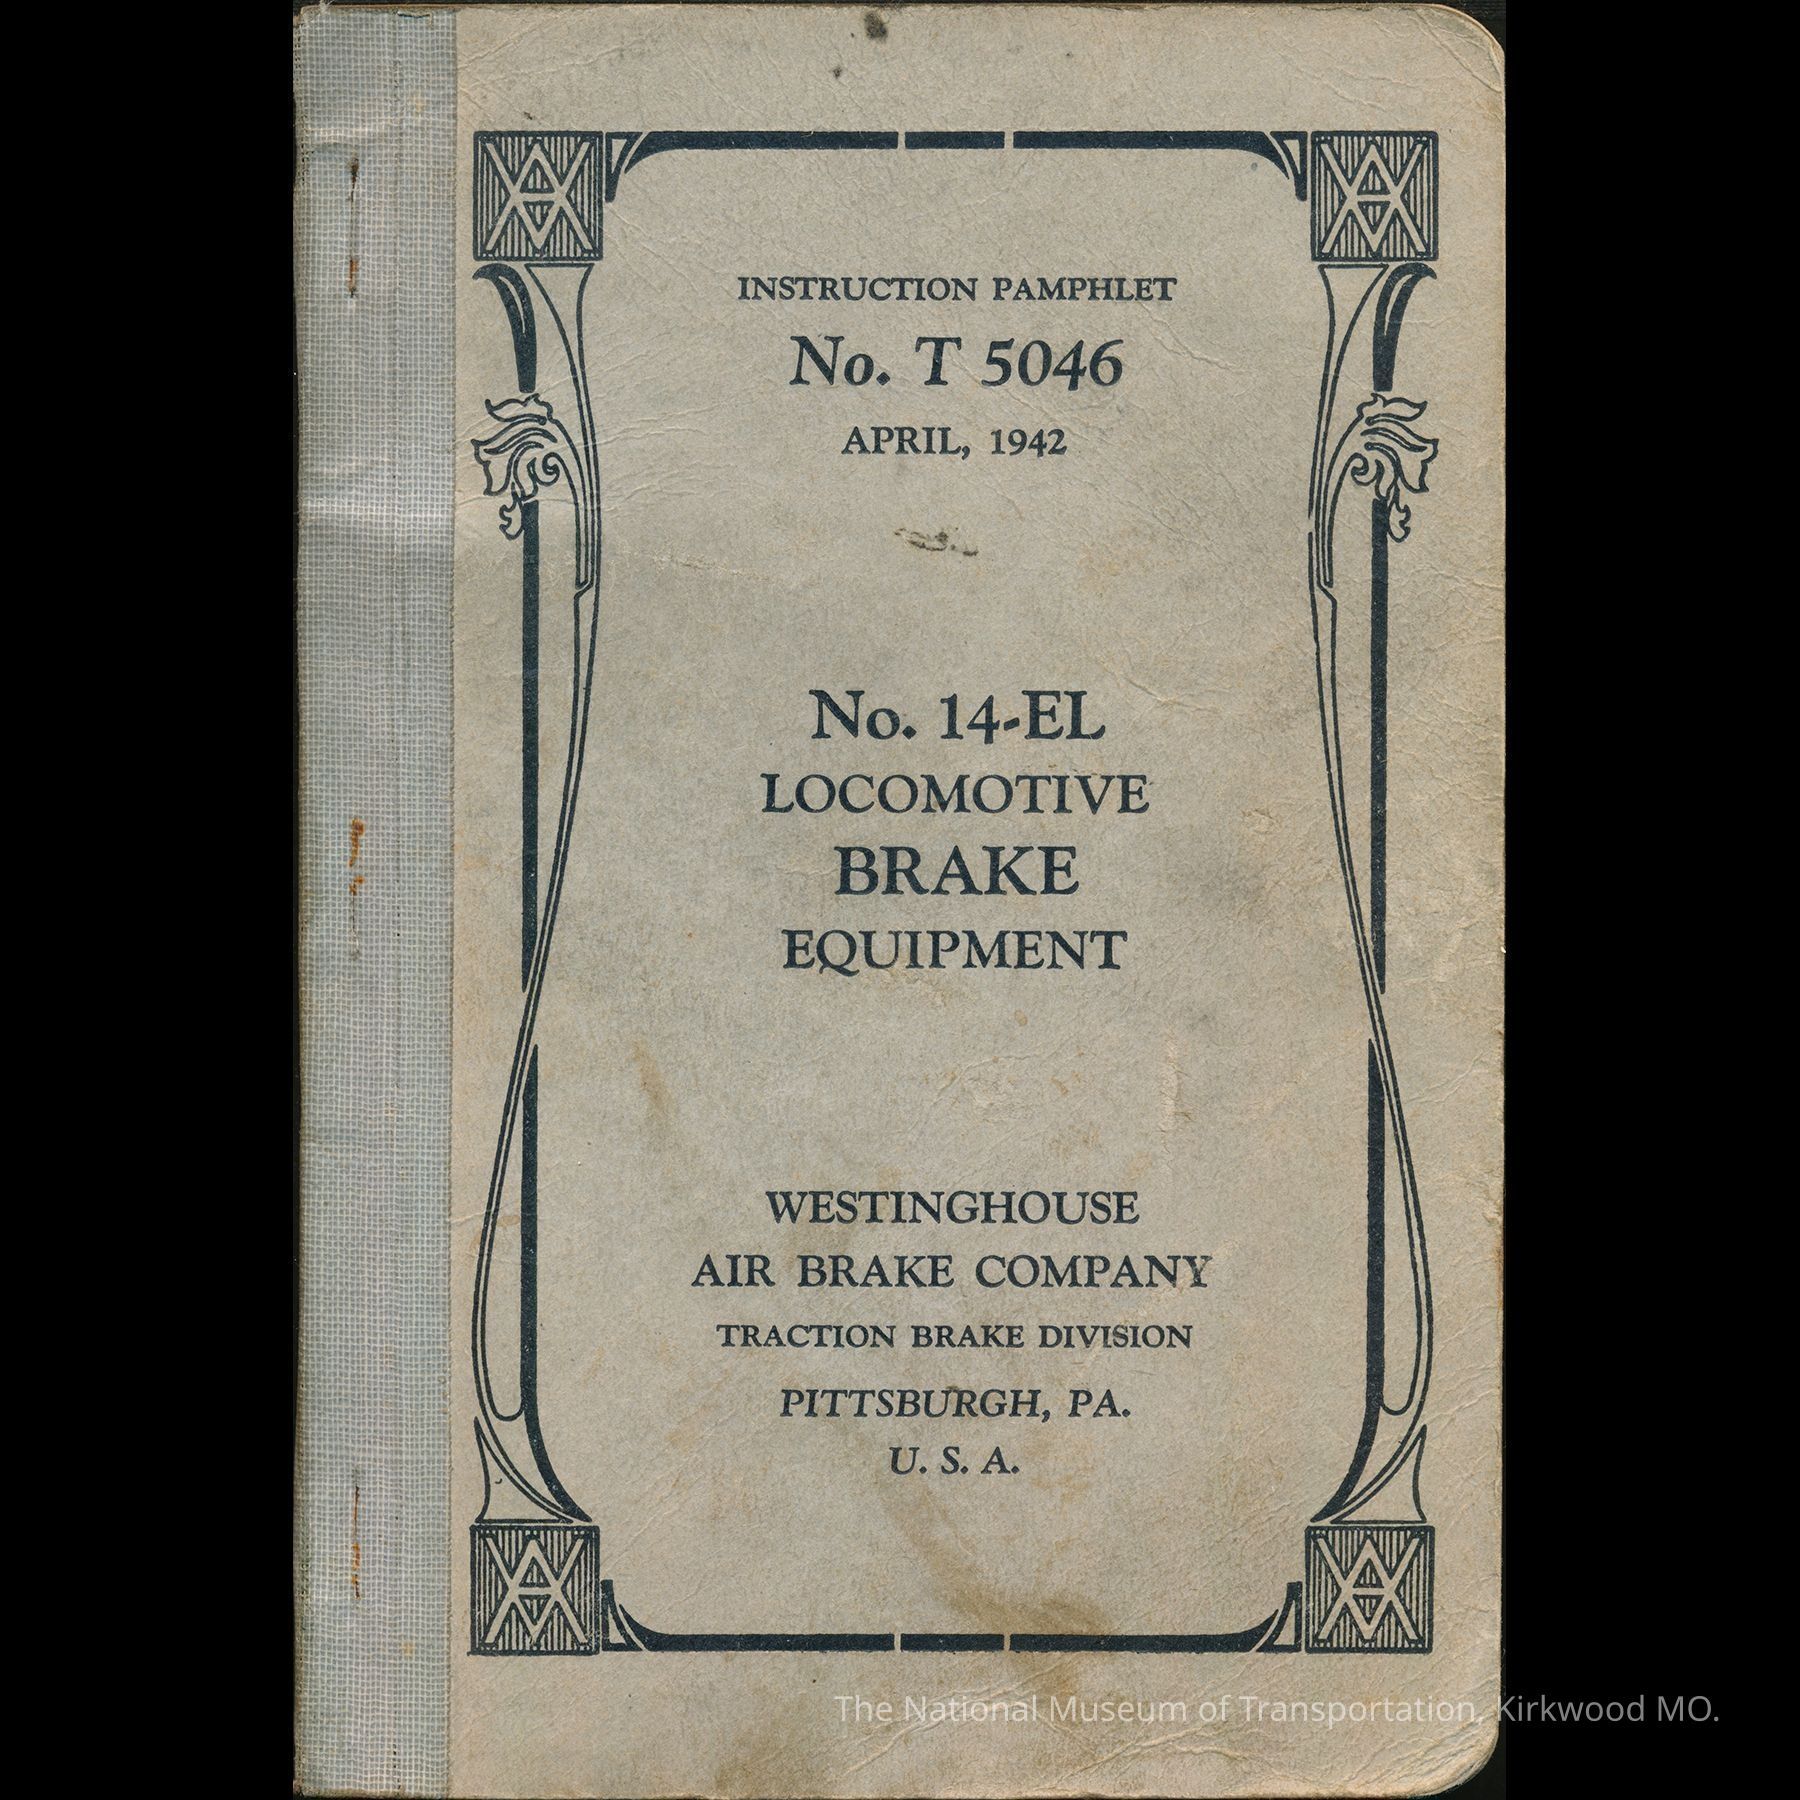 INSTRUCTION PAMPHLET
No. T 5046
APRIL, 1942
No. 14-EL
LOCOMOTIVE
BRAKE
EQUIPMENT
WESTINGHOUSE
AIR BRAKE COMPANY
TRACTION BRAKE DIVISION
PITTSBURGH, PA.
U. S. A.
The National Museum of Transportation, Kirkwood MO.